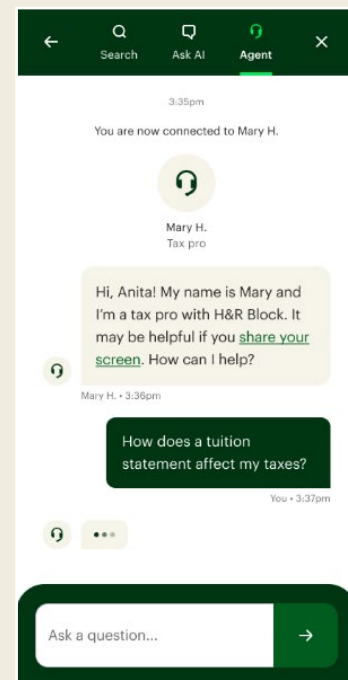 Search
Ask AI
Agent
3:35pm
You are now connected to Mary H.
Mary H.
Tax pro
Hi, Anita! My name is Mary and
I'm a tax pro with H&R Block. It
may be helpful if you share your
screen. How can I help?
Mary H. • 3:36pm
How does a tuition
statement affect my taxes?
You • 3:37pm
Ask a question...